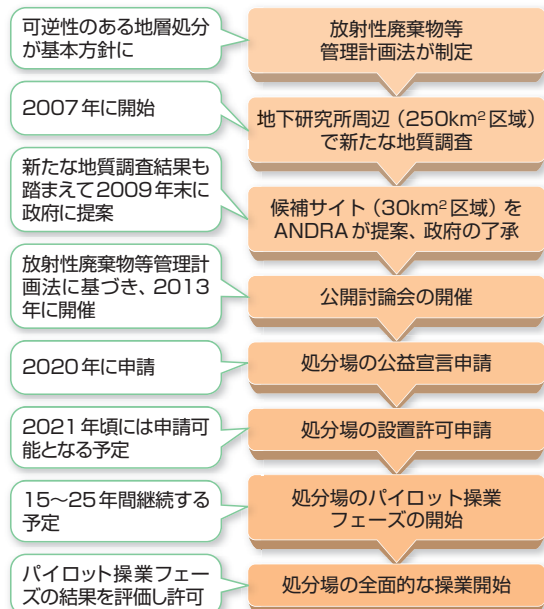 可逆性のある地層処分
が基本方針に
放射性廃棄物等
管理計画法が制定
2007年に開始
地下研究所周辺（250km²区域）
で新たな地質調査
新たな地質調査結果も
踏まえて2009年末に
政府に提案
候補サイト（30km²区域）を
ANDRAが提案、政府の了承
放射性廃棄物等管理計
画法に基づき、2013
年に開催
公開討論会の開催
2020年に申請
処分場の公益宣言申請
2021年頃には申請可
能となる予定
処分場の設置許可申請
15～25年間継続する
予定
処分場のパイロット操業
フェーズの開始
パイロット操業フェー
ズの結果を評価し許可
処分場の全面的な操業開始